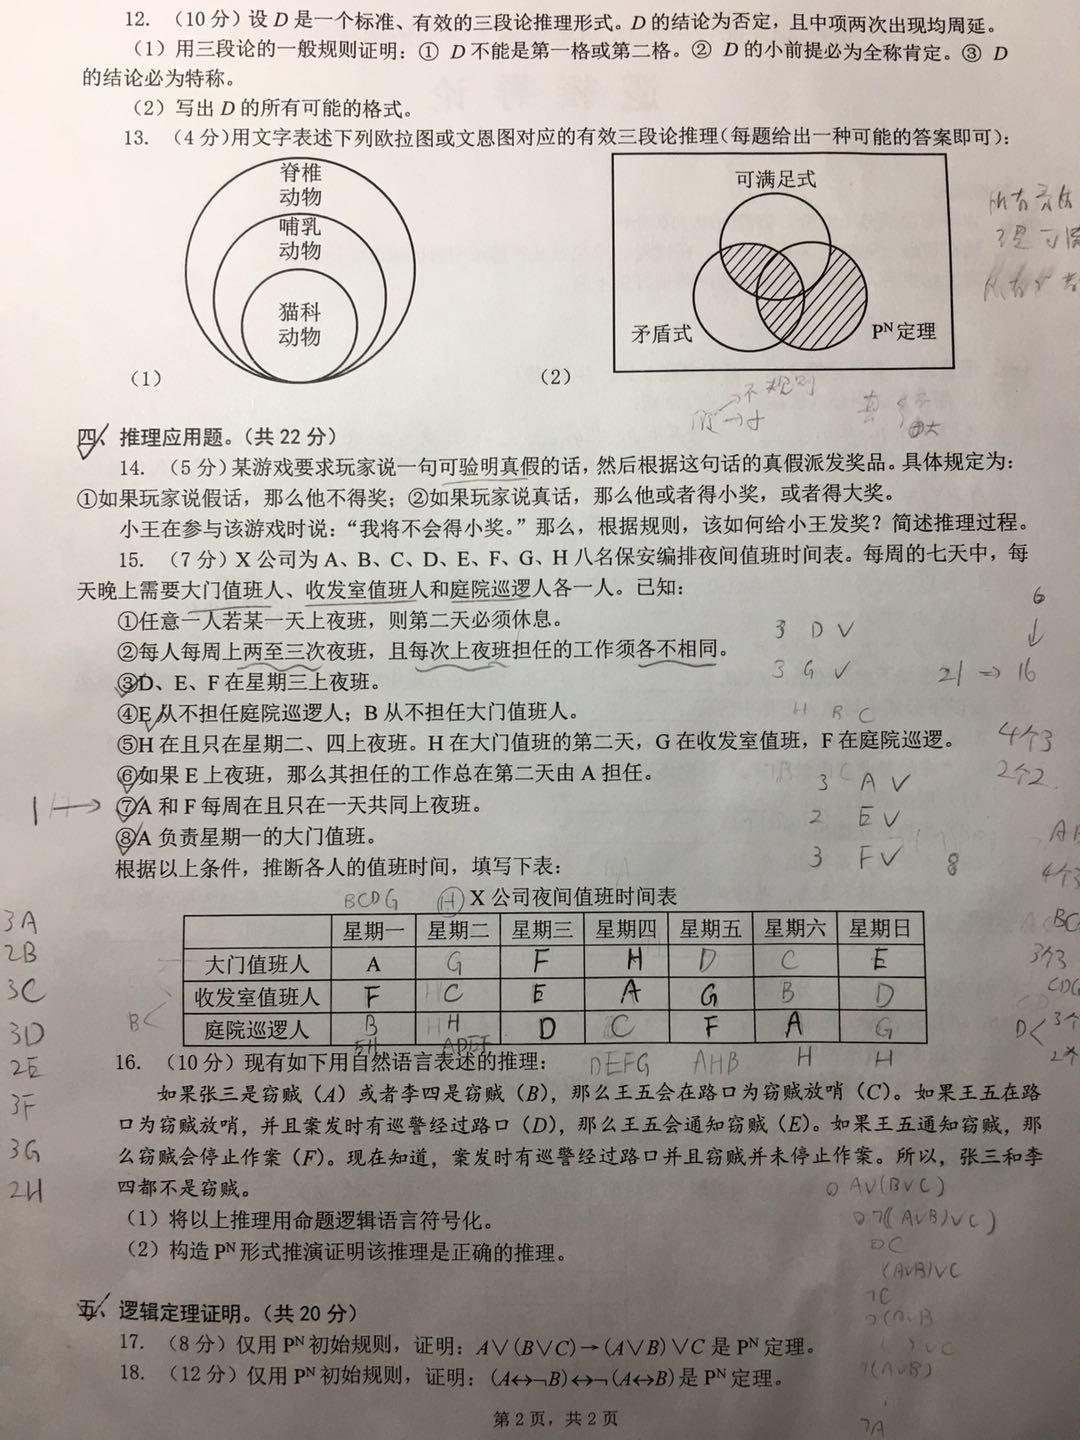 12. （10分）设 D 是一个标准、有效的三段论推理形式。D 的结论为否定，且中项两次出现均周延。
（1）用三段论的一般规则证明：① D 不能是第一格或第二格。② D 的小前提必为全称肯定。③ D
的结论必为特称。
（2）写出 D 的所有可能的格式。
13. （4分）用文字表述下列欧拉图或文恩图对应的有效三段论推理（每题给出一种可能的答案即可）：
脊椎
动物
哺乳
动物
猫科
动物
（1）
可满足式
矛盾式
Pᴺ定理
（2）
四、推理应用题。（共 22 分）
14. （5分）某游戏要求玩家说一句可验明真假的话，然后根据这句话的真假派发奖品。具体规定为：
①如果玩家说假话，那么他不得奖；②如果玩家说真话，那么他或者得小奖，或者得大奖。
小王在参与该游戏时说：“我将不会得小奖。”那么，根据规则，该如何给小王发奖？简述推理过程。
15. （7分）X 公司为 A、B、C、D、E、F、G、H 八名保安编排夜间值班时间表。每周的七天中，每
天晚上需要大门值班人、收发室值班人和庭院巡逻人各一人。已知：
①任意一人若某一天上夜班，则第二天必须休息。
②每人每周上两至三次夜班，且每次上夜班担任的工作须各不相同。
③D、E、F 在星期三上夜班。
④E 从不担任庭院巡逻人；B 从不担任大门值班人。
⑤H 在且只在星期二、四上夜班。H 在大门值班的第二天，G 在收发室值班，F 在庭院巡逻。
⑥如果 E 上夜班，那么其担任的工作总在第二天由 A 担任。
⑦A 和 F 每周在且只在一天共同上夜班。
⑧A 负责星期一的大门值班。
根据以上条件，推断各人的值班时间，填写下表：
3 D √
3 G √
21 → 16
6
H B C
4个3
2个2
3 A √
2 E √
3 F √ 8
BCDG H X 公司夜间值班时间表
星期一 星期二 星期三 星期四 星期五 星期六 星期日
大门值班人 A G F H D C E
收发室值班人 F C E A G B D
庭院巡逻人 B H D C F A G
DEFG AHB H H
3A
2B
3C
3D
2E
3F
3G
2H
16. （10分）现有如下用自然语言表述的推理：
如果张三是窃贼（A）或者李四是窃贼（B），那么王五会在路口为窃贼放哨（C）。如果王五在路
口为窃贼放哨，并且案发时有巡警经过路口（D），那么王五会通知窃贼（E）。如果王五通知窃贼，那
么窃贼会停止作案（F）。现在知道，案发时有巡警经过路口并且窃贼并未停止作案。所以，张三和李
四都不是窃贼。
（1）将以上推理用命题逻辑语言符号化。
（2）构造 Pᴺ形式推演证明该推理是正确的推理。
A∨(B∨C)
¬((A∨B)∨C)
(A∨B)∨C
¬C
¬(A∨B)
¬A
五、逻辑定理证明。（共 20 分）
17. （8分）仅用 Pᴺ初始规则，证明：A∨(B∨C)→(A∨B)∨C 是 Pᴺ定理。
18. （12分）仅用 Pᴺ初始规则，证明：(A↔¬B)↔¬(A↔B)是 Pᴺ定理。
第 2 页，共 2 页